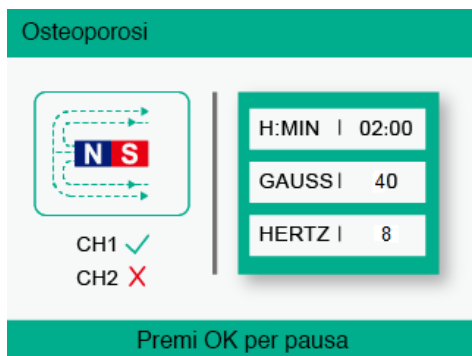 Osteoporosi
N S
CH1 ✓
CH2 X
H:MIN | 02:00
GAUSS | 40
HERTZ | 8
Premi OK per pausa